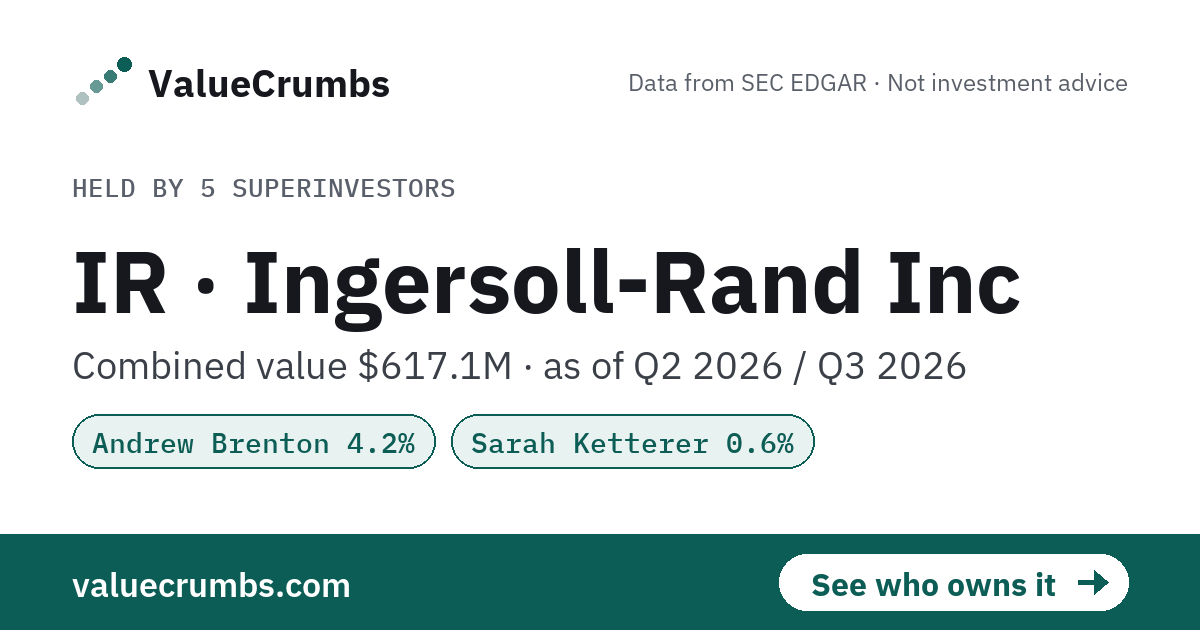 ValueCrumbs
Data from SEC EDGAR · Not investment advice
HELD BY 5 SUPERINVESTORS
IR · Ingersoll-Rand Inc
Combined value $617.1M · as of Q2 2026 / Q3 2026
Andrew Brenton 4.2%
Sarah Ketterer 0.6%
valuecrumbs.com
See who owns it →